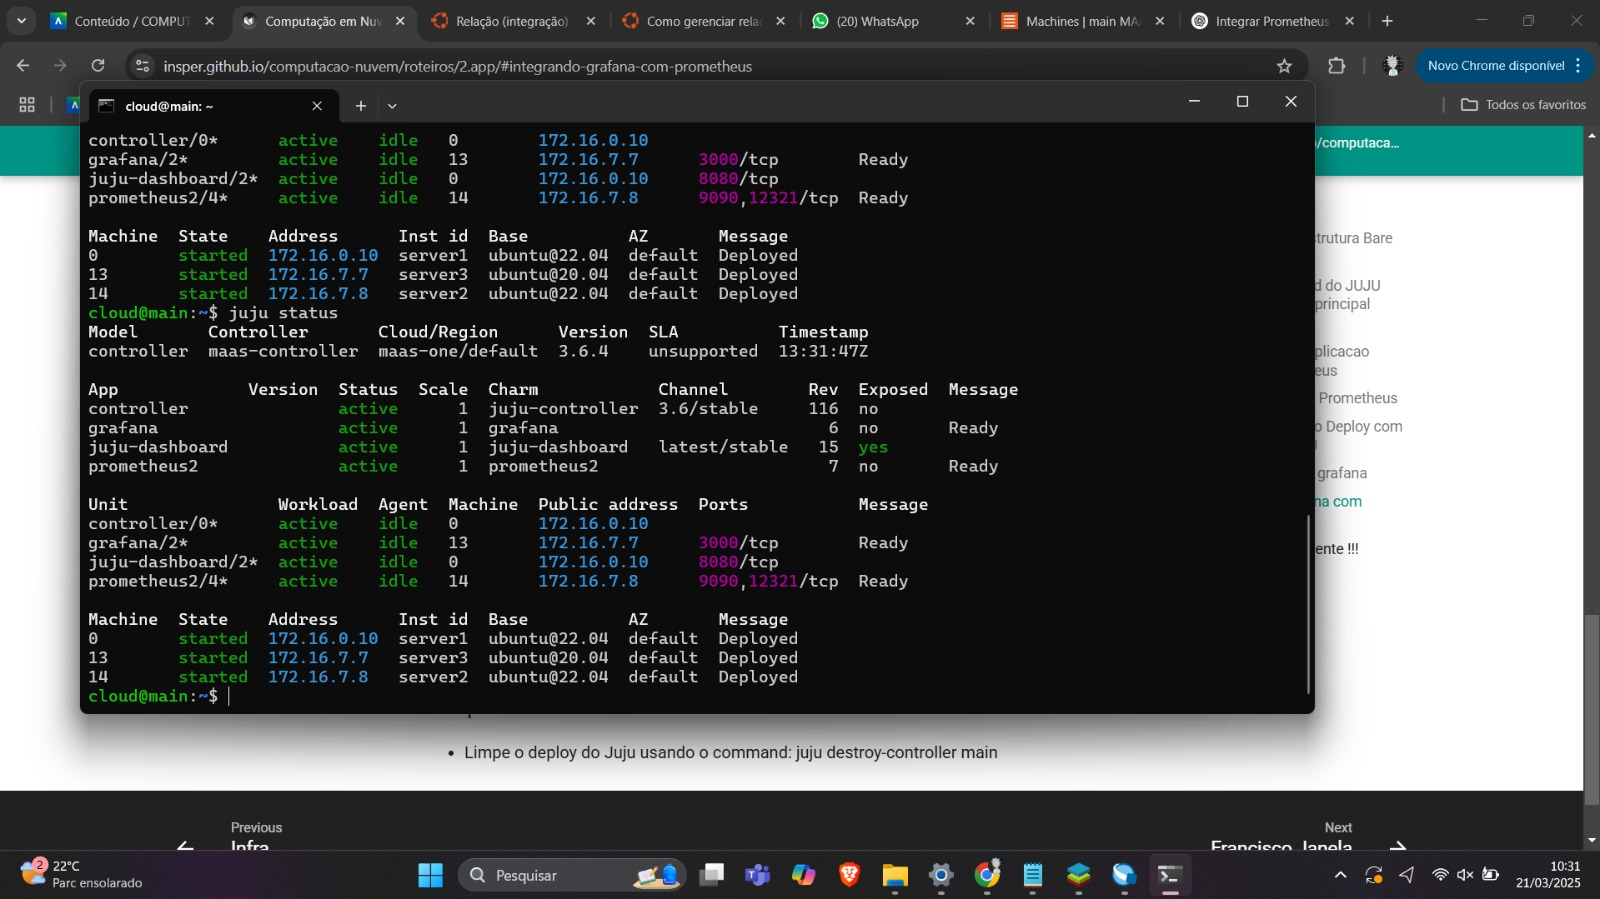 Conteúdo / COMPUT
Computação em Nuv
Relação (integração)
Como gerenciar rela
(20) WhatsApp
Machines | main MA
Integrar Prometheus
insper.github.io/computacao-nuvem/roteiros/2.app/#integrando-grafana-com-prometheus
Novo Chrome disponível
Todos os favoritos
cloud@main: ~
/computaca...
controller/0* active idle 0 172.16.0.10
grafana/2* active idle 13 172.16.7.7 3000/tcp Ready
juju-dashboard/2* active idle 0 172.16.0.10 8080/tcp
prometheus2/4* active idle 14 172.16.7.8 9090,12321/tcp Ready
Machine State Address Inst id Base AZ Message
0 started 172.16.0.10 server1 ubuntu@22.04 default Deployed
13 started 172.16.7.7 server3 ubuntu@20.04 default Deployed
14 started 172.16.7.8 server2 ubuntu@22.04 default Deployed
cloud@main:~$ juju status
Model Controller Cloud/Region Version SLA Timestamp
controller maas-controller maas-one/default 3.6.4 unsupported 13:31:47Z
App Version Status Scale Charm Channel Rev Exposed Message
controller active 1 juju-controller 3.6/stable 116 no
grafana active 1 grafana 6 no Ready
juju-dashboard active 1 juju-dashboard latest/stable 15 yes
prometheus2 active 1 prometheus2 7 no Ready
Unit Workload Agent Machine Public address Ports Message
controller/0* active idle 0 172.16.0.10
grafana/2* active idle 13 172.16.7.7 3000/tcp Ready
juju-dashboard/2* active idle 0 172.16.0.10 8080/tcp
prometheus2/4* active idle 14 172.16.7.8 9090,12321/tcp Ready
Machine State Address Inst id Base AZ Message
0 started 172.16.0.10 server1 ubuntu@22.04 default Deployed
13 started 172.16.7.7 server3 ubuntu@20.04 default Deployed
14 started 172.16.7.8 server2 ubuntu@22.04 default Deployed
cloud@main:~$
trutura Bare
d do JUJU
principal
plicacao
eus
Prometheus
o Deploy com
grafana
na com
ente !!!
• Limpe o deploy do Juju usando o command: juju destroy-controller main
Previous
Infra
Next
Francisco Janela
2
22°C
Parc ensolarado
Pesquisar
10:31
21/03/2025